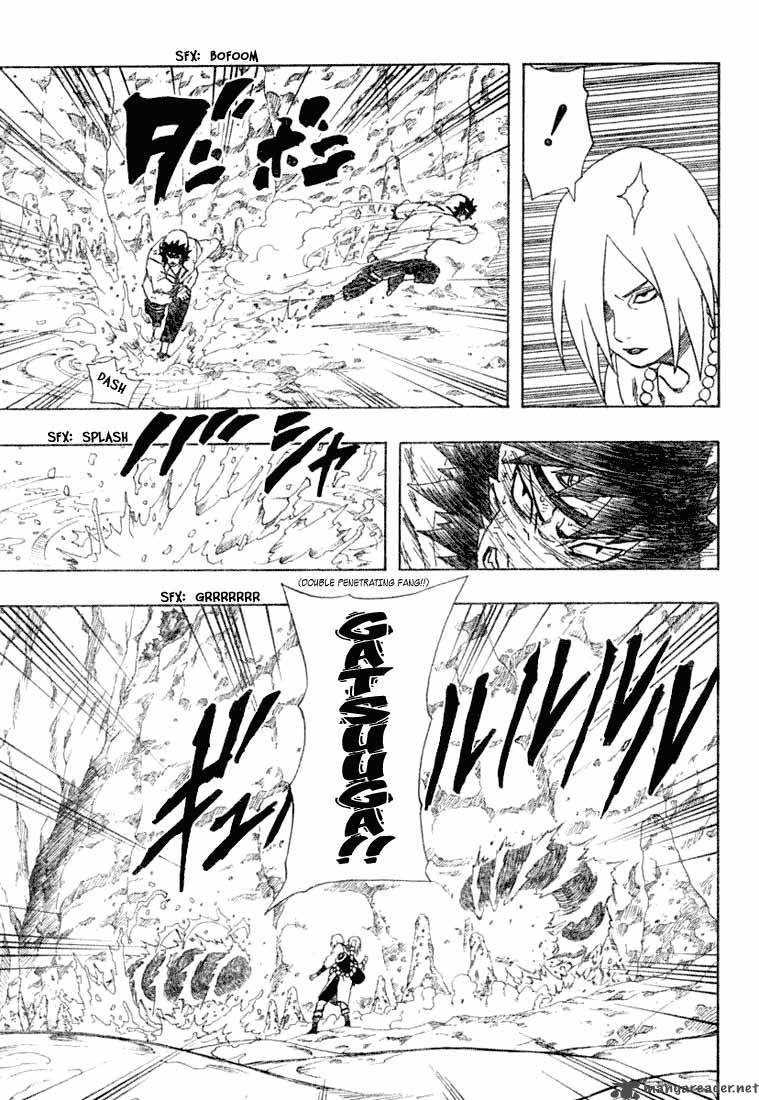 !
SFX: BOFOOM
ダン ボン
DASH
SFX: SPLASH
バシャ
(DOUBLE PENETRATING FANG!!)
GATSUUGA!!
SFX: GRRRRRRR
ギュルルルルル
mangareader.net